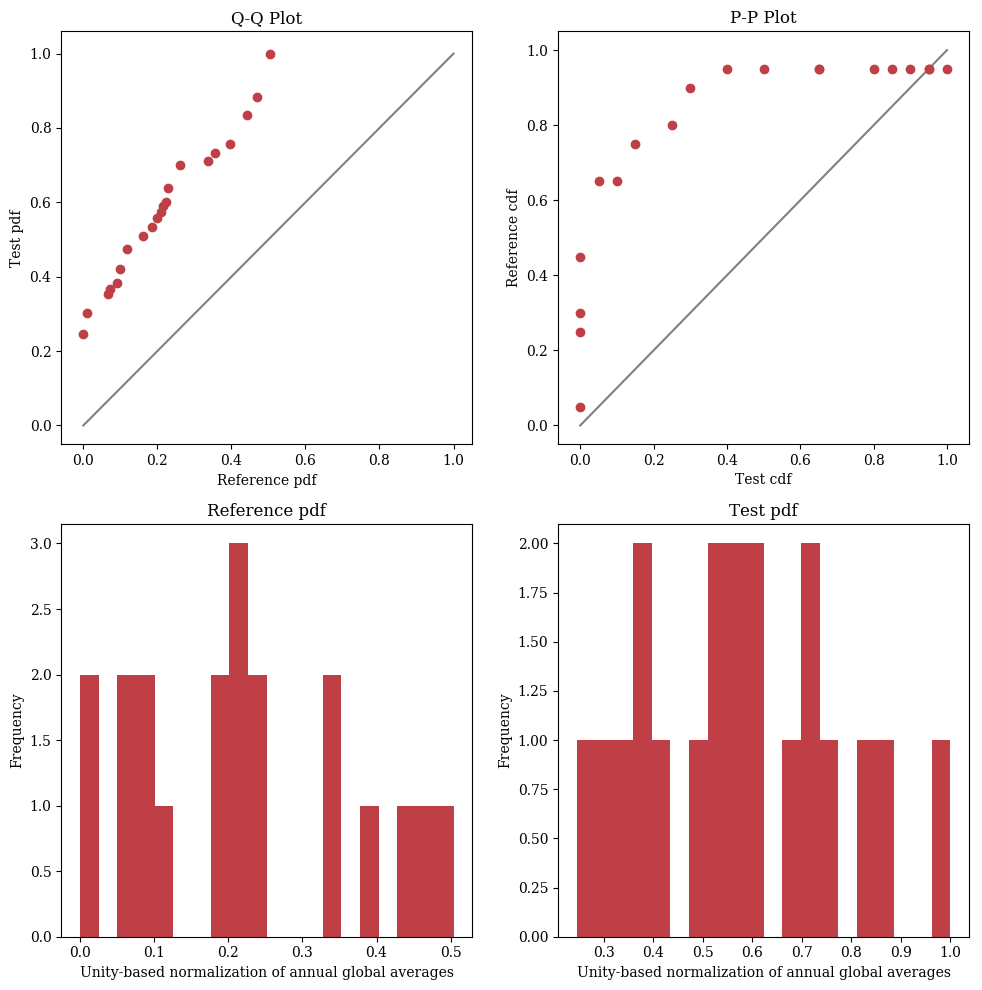 Q-Q Plot
1.0
0.8
0.6
0.4
0.2
0.0
Test pdf
0.0 0.2 0.4 0.6 0.8 1.0
Reference pdf
P-P Plot
1.0
0.8
0.6
0.4
0.2
0.0
Reference cdf
0.0 0.2 0.4 0.6 0.8 1.0
Test cdf
Reference pdf
3.0
2.5
2.0
1.5
1.0
0.5
0.0
Frequency
0.0 0.1 0.2 0.3 0.4 0.5
Unity-based normalization of annual global averages
Test pdf
2.00
1.75
1.50
1.25
1.00
0.75
0.50
0.25
0.00
Frequency
0.3 0.4 0.5 0.6 0.7 0.8 0.9 1.0
Unity-based normalization of annual global averages